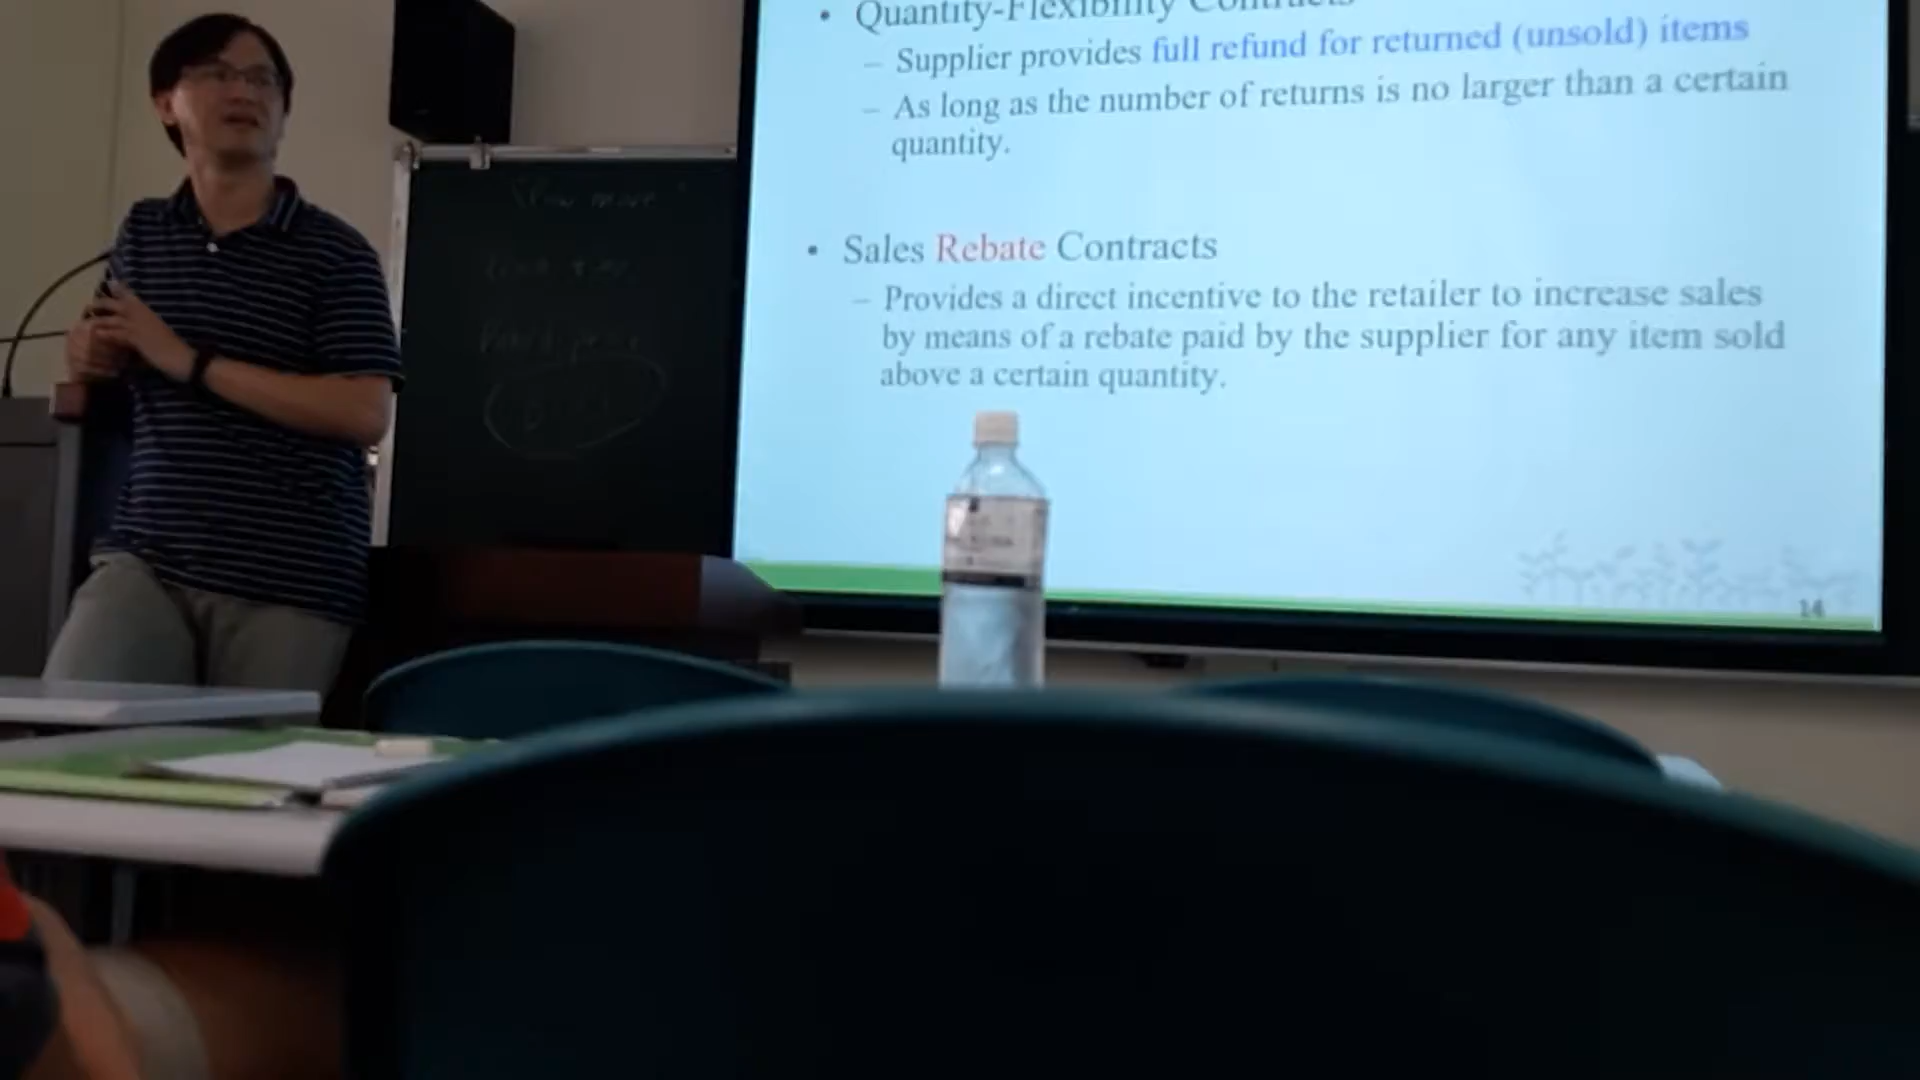 • Quantity-Flexibility Contracts
– Supplier provides full refund for returned (unsold) items
– As long as the number of returns is no larger than a certain
quantity.
• Sales Rebate Contracts
– Provides a direct incentive to the retailer to increase sales
by means of a rebate paid by the supplier for any item sold
above a certain quantity.
14